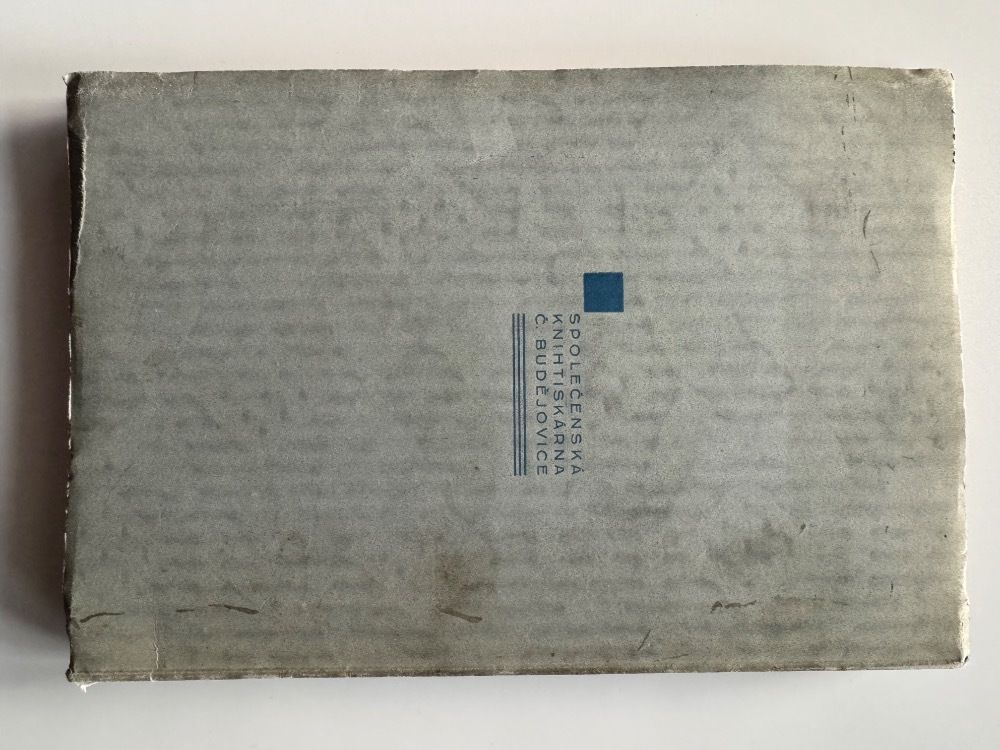 SPOLEČENSKÁ
KNIHTISKÁRNA
Č. BUDĚJOVICE